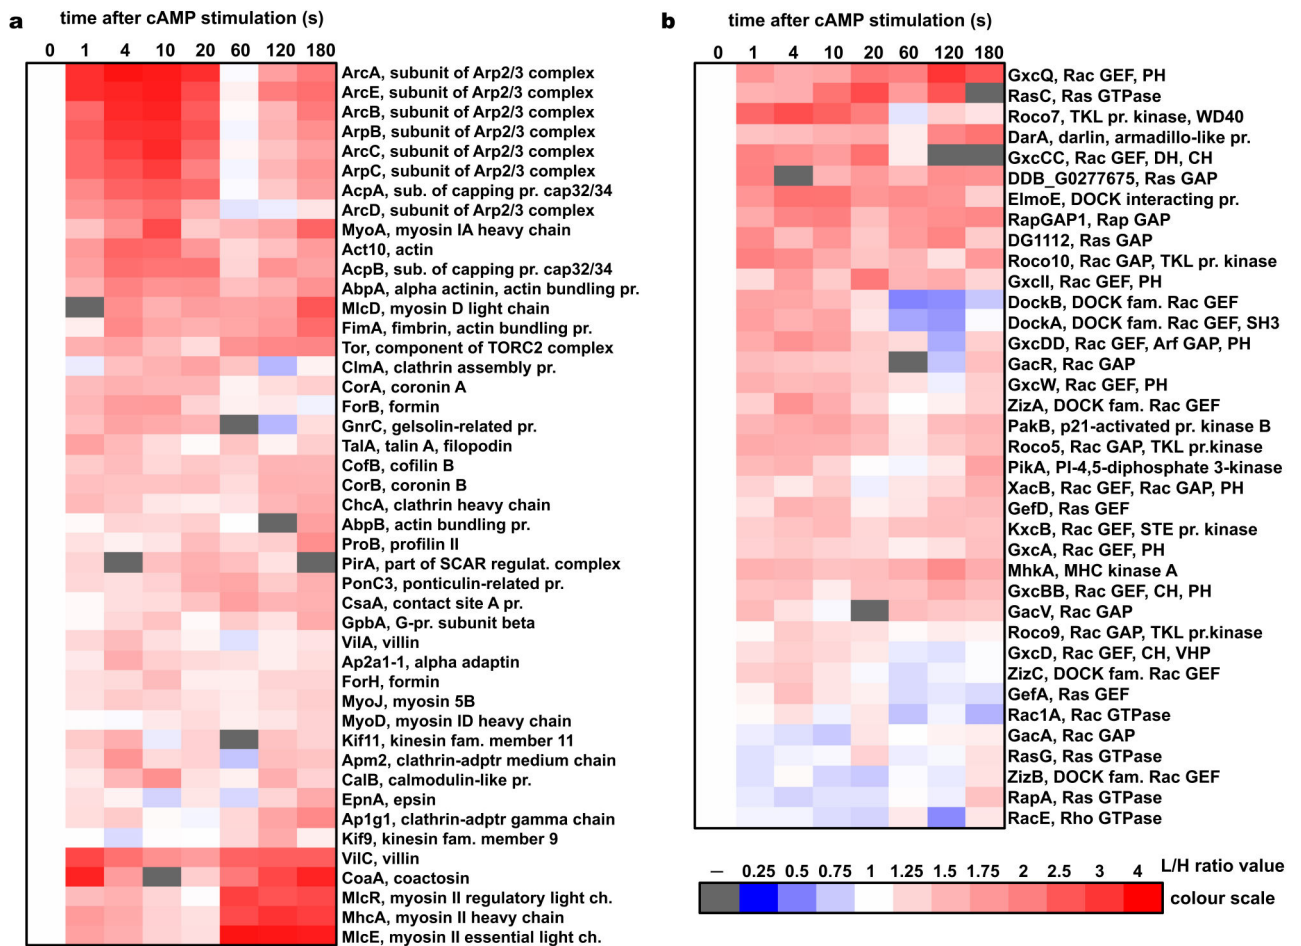 a
time after cAMP stimulation (s)
0 1 4 10 20 60 120 180
ArcA, subunit of Arp2/3 complex
ArcE, subunit of Arp2/3 complex
ArcB, subunit of Arp2/3 complex
ArpB, subunit of Arp2/3 complex
ArcC, subunit of Arp2/3 complex
ArpC, subunit of Arp2/3 complex
AcpA, sub. of capping pr. cap32/34
ArcD, subunit of Arp2/3 complex
MyoA, myosin IA heavy chain
Act10, actin
AcpB, sub. of capping pr. cap32/34
AbpA, alpha actinin, actin bundling pr.
MlcD, myosin D light chain
FimA, fimbrin, actin bundling pr.
Tor, component of TORC2 complex
ClmA, clathrin assembly pr.
CorA, coronin A
ForB, formin
GnrC, gelsolin-related pr.
TalA, talin A, filopodin
CofB, cofilin B
CorB, coronin B
ChcA, clathrin heavy chain
AbpB, actin bundling pr.
ProB, profilin II
PirA, part of SCAR regulat. complex
PonC3, ponticulin-related pr.
CsaA, contact site A pr.
GpbA, G-pr. subunit beta
VilA, villin
Ap2a1-1, alpha adaptin
ForH, formin
MyoJ, myosin 5B
MyoD, myosin ID heavy chain
Kif11, kinesin fam. member 11
Apm2, clathrin-adptr medium chain
CalB, calmodulin-like pr.
EpnA, epsin
Ap1g1, clathrin-adptr gamma chain
Kif9, kinesin fam. member 9
VilC, villin
CoaA, coactosin
MlcR, myosin II regulatory light ch.
MhcA, myosin II heavy chain
MlcE, myosin II essential light ch.
b
time after cAMP stimulation (s)
0 1 4 10 20 60 120 180
GxcQ, Rac GEF, PH
RasC, Ras GTPase
Roco7, TKL pr. kinase, WD40
DarA, darlin, armadillo-like pr.
GxcCC, Rac GEF, DH, CH
DDB_G0277675, Ras GAP
ElmoE, DOCK interacting pr.
RapGAP1, Rap GAP
DG1112, Ras GAP
Roco10, Rac GAP, TKL pr. kinase
GxcII, Rac GEF, PH
DockB, DOCK fam. Rac GEF
DockA, DOCK fam. Rac GEF, SH3
GxcDD, Rac GEF, Arf GAP, PH
GacR, Rac GAP
GxcW, Rac GEF, PH
ZizA, DOCK fam. Rac GEF
PakB, p21-activated pr. kinase B
Roco5, Rac GAP, TKL pr.kinase
PikA, PI-4,5-diphosphate 3-kinase
XacB, Rac GEF, Rac GAP, PH
GefD, Ras GEF
KxcB, Rac GEF, STE pr. kinase
GxcA, Rac GEF, PH
MhkA, MHC kinase A
GxcBB, Rac GEF, CH, PH
GacV, Rac GAP
Roco9, Rac GAP, TKL pr.kinase
GxcD, Rac GEF, CH, VHP
ZizC, DOCK fam. Rac GEF
GefA, Ras GEF
Rac1A, Rac GTPase
GacA, Rac GAP
RasG, Ras GTPase
ZizB, DOCK fam. Rac GEF
RapA, Ras GTPase
RacE, Rho GTPase
— 0.25 0.5 0.75 1 1.25 1.5 1.75 2 2.5 3 4 L/H ratio value
colour scale